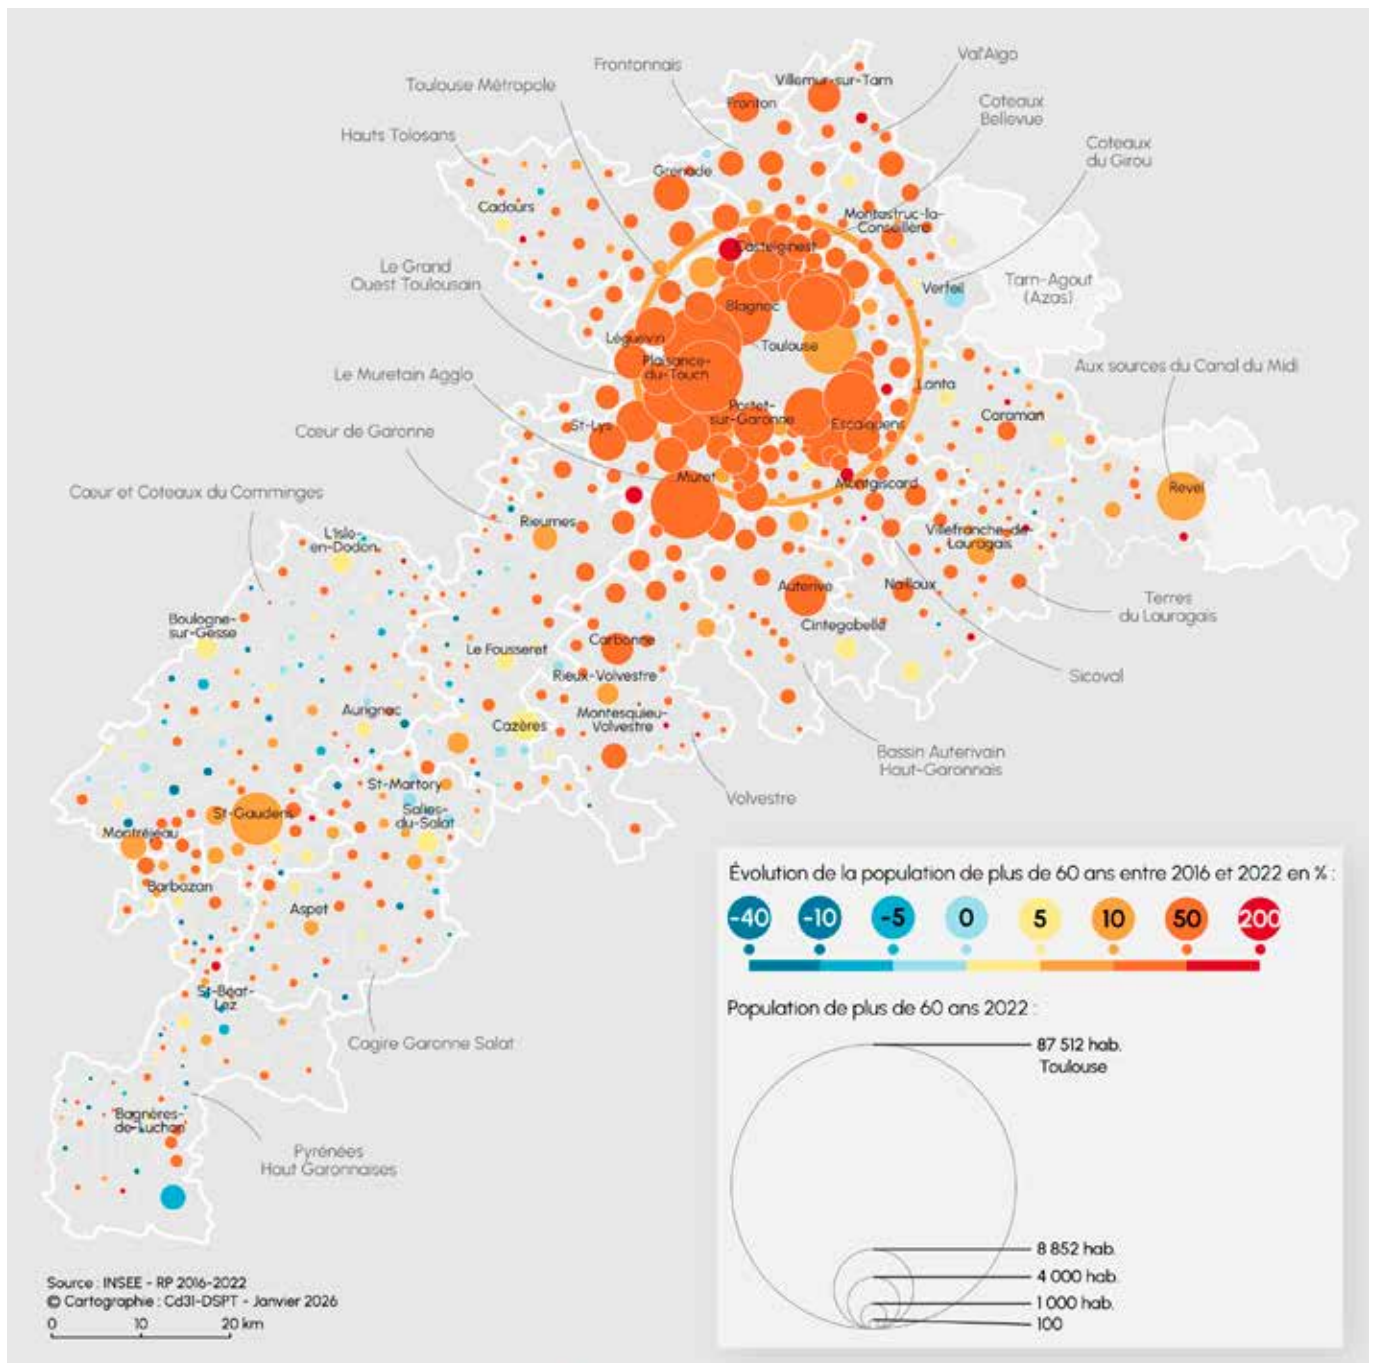 Val'Aïgo
Frontonnais
Villemur-sur-Tarn
Toulouse Métropole
Coteaux
Bellevue
Fronton
Hauts Tolosans
Coteaux
du Girou
Grenade
Cadours
Montastruc-la-
Conseillère
Castelginest
Le Grand
Ouest Toulousain
Tarn-Agout
(Azas)
Verfeil
Blagnac
Léguevin
Toulouse
Plaisance-
du-Touch
Le Muretain Agglo
Aux sources du Canal du Midi
Lanta
Portet-
sur-Garonne
Caraman
Escalquens
St-Lys
Cœur de Garonne
Muret
Montgiscard
Revel
Cœur et Coteaux du Comminges
Rieumes
L'Isle-
en-Dodon
Villefranche-de-
Lauragais
Auterive
Nailloux
Terres
du Lauragais
Boulogne-
sur-Gesse
Cintegabelle
Carbonne
Le Fousseret
Rieux-Volvestre
Sicoval
Aurignac
Montesquieu-
Volvestre
Cazères
Bassin Auterivain
Haut-Garonnais
St-Martory
Volvestre
St-Gaudens
Salies-
du-Salat
Montréjeau
Barbazan
Aspet
St-Béat-
Lez
Cagire Garonne Salat
Bagnères-
de-Luchon
Pyrénées
Haut Garonnaises
Évolution de la population de plus de 60 ans entre 2016 et 2022 en % :
-40 -10 -5 0 5 10 50 200
Population de plus de 60 ans 2022 :
87 512 hab.
Toulouse
8 852 hab.
4 000 hab.
1 000 hab.
100
Source : INSEE - RP 2016-2022
© Cartographie : Cd31-DSPT - Janvier 2026
0 10 20 km